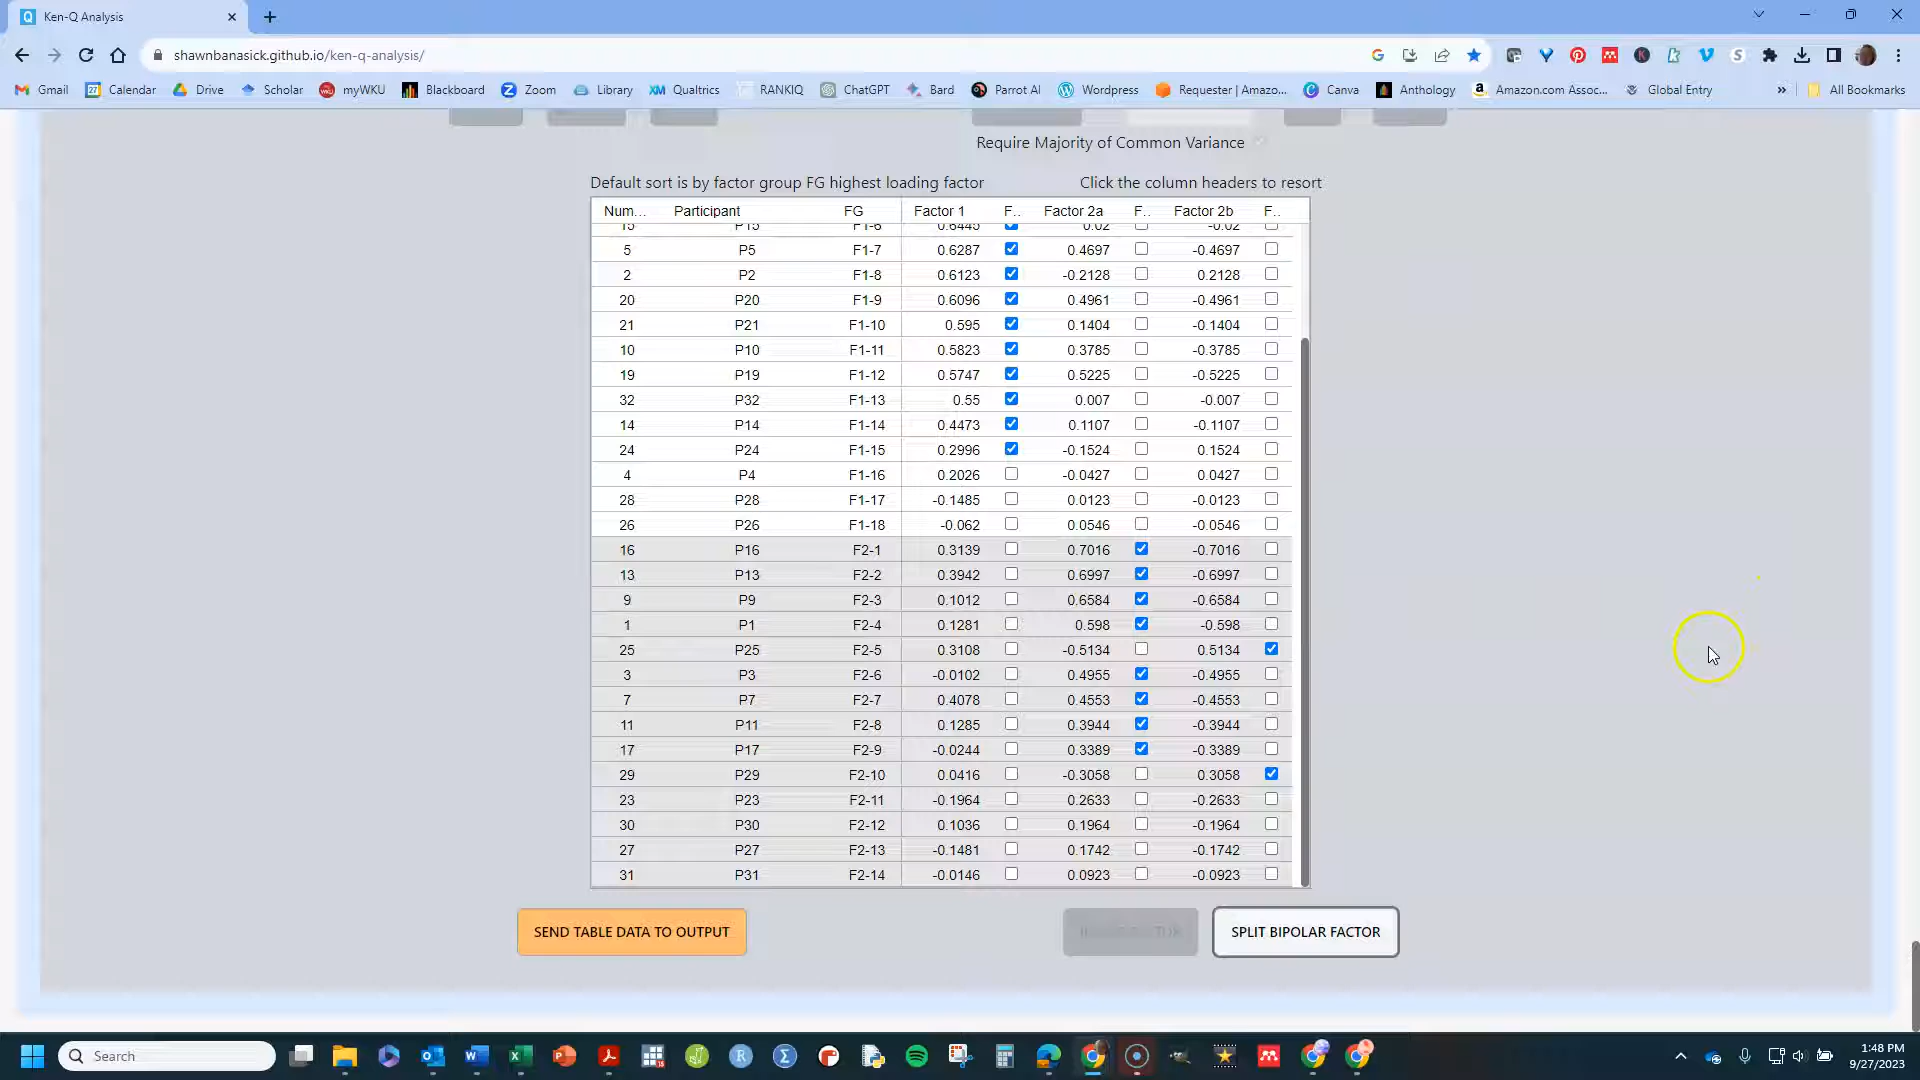 Ken-Q Analysis
shawnbanasick.github.io/ken-q-analysis/
Gmail Calendar Drive Scholar myWKU Blackboard Zoom Library Qualtrics RANKIQ ChatGPT Bard Parrot AI Wordpress Requester | Amazo... Canva Anthology Amazon.com Assoc... Global Entry » All Bookmarks
Require Majority of Common Variance
Default sort is by factor group FG highest loading factor Click the column headers to resort
Num... Participant FG Factor 1 F.. Factor 2a F.. Factor 2b F..
15 P15 F1-6 0.6445 0.02 -0.02
5 P5 F1-7 0.6287 0.4697 -0.4697
2 P2 F1-8 0.6123 -0.2128 0.2128
20 P20 F1-9 0.6096 0.4961 -0.4961
21 P21 F1-10 0.595 0.1404 -0.1404
10 P10 F1-11 0.5823 0.3785 -0.3785
19 P19 F1-12 0.5747 0.5225 -0.5225
32 P32 F1-13 0.55 0.007 -0.007
14 P14 F1-14 0.4473 0.1107 -0.1107
24 P24 F1-15 0.2996 -0.1524 0.1524
4 P4 F1-16 0.2026 -0.0427 0.0427
28 P28 F1-17 -0.1485 0.0123 -0.0123
26 P26 F1-18 -0.062 0.0546 -0.0546
16 P16 F2-1 0.3139 0.7016 -0.7016
13 P13 F2-2 0.3942 0.6997 -0.6997
9 P9 F2-3 0.1012 0.6584 -0.6584
1 P1 F2-4 0.1281 0.598 -0.598
25 P25 F2-5 0.3108 -0.5134 0.5134
3 P3 F2-6 -0.0102 0.4955 -0.4955
7 P7 F2-7 0.4078 0.4553 -0.4553
11 P11 F2-8 0.1285 0.3944 -0.3944
17 P17 F2-9 -0.0244 0.3389 -0.3389
29 P29 F2-10 0.0416 -0.3058 0.3058
23 P23 F2-11 -0.1964 0.2633 -0.2633
30 P30 F2-12 0.1036 0.1964 -0.1964
27 P27 F2-13 -0.1481 0.1742 -0.1742
31 P31 F2-14 -0.0146 0.0923 -0.0923
SEND TABLE DATA TO OUTPUT SPLIT BIPOLAR FACTOR
Search
1:48 PM
9/27/2023